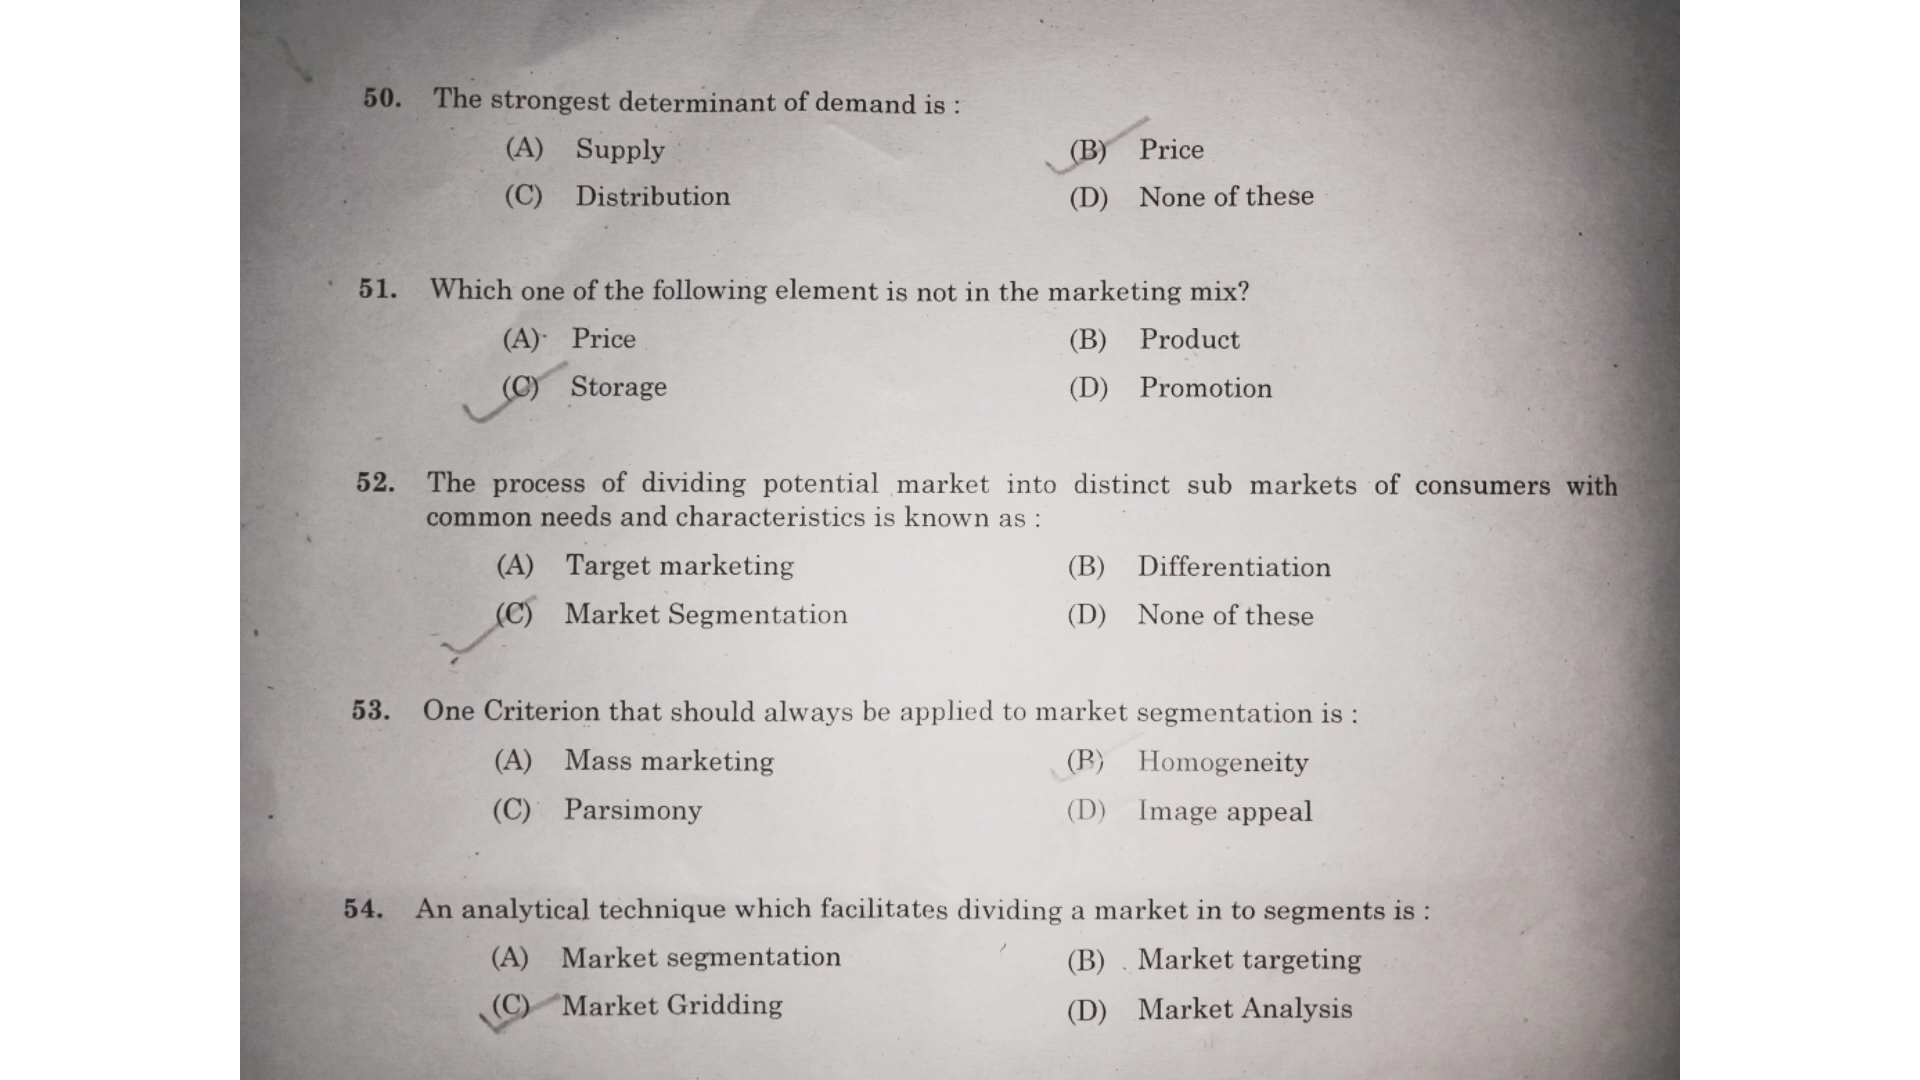 50. The strongest determinant of demand is :
(A) Supply (B) Price
(C) Distribution (D) None of these
51. Which one of the following element is not in the marketing mix?
(A) Price (B) Product
(C) Storage (D) Promotion
52. The process of dividing potential market into distinct sub markets of consumers with
common needs and characteristics is known as :
(A) Target marketing (B) Differentiation
(C) Market Segmentation (D) None of these
53. One Criterion that should always be applied to market segmentation is :
(A) Mass marketing (B) Homogeneity
(C) Parsimony (D) Image appeal
54. An analytical technique which facilitates dividing a market in to segments is :
(A) Market segmentation (B) Market targeting
(C) Market Gridding (D) Market Analysis